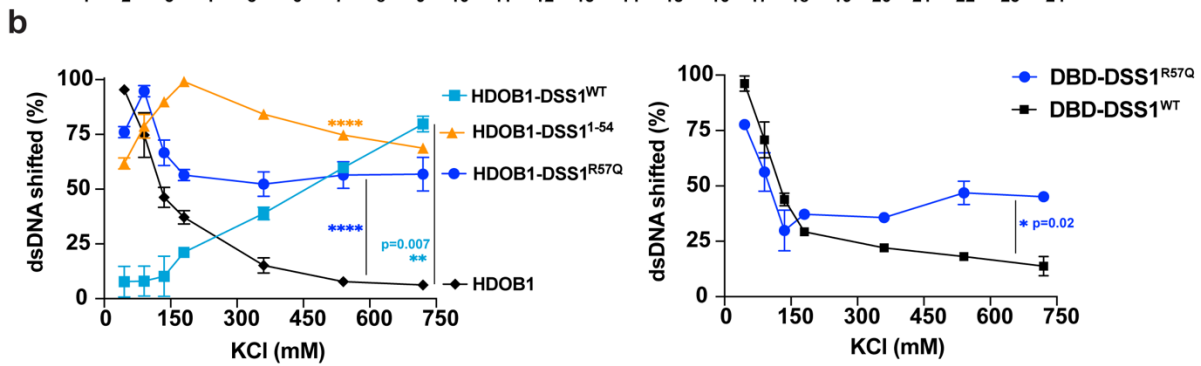 b
100
75
50
25
0
dsDNA shifted (%)
0 150 300 450 600 750
KCl (mM)
****
****
p=0.007
**
HDOB1-DSS1WT
HDOB1-DSS11-54
HDOB1-DSS1R57Q
HDOB1
100
75
50
25
0
dsDNA shifted (%)
0 150 300 450 600 750
KCl (mM)
* p=0.02
DBD-DSS1R57Q
DBD-DSS1WT